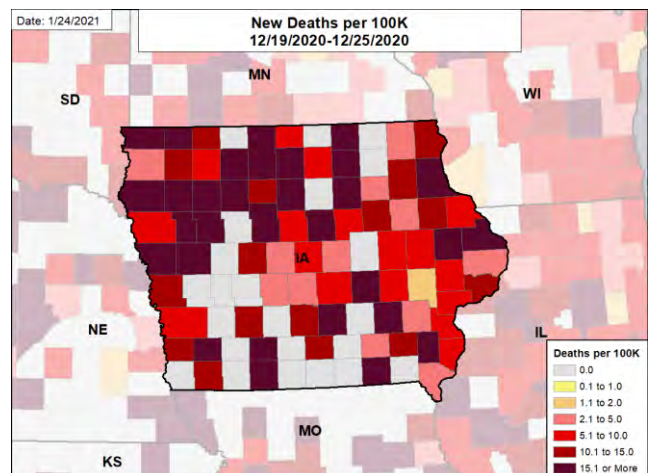 Date: 1/24/2021
New Deaths per 100K
12/19/2020-12/25/2020
MN
SD
WI
IA
NE
IL
MO
KS
Deaths per 100K
0.0
0.1 to 1.0
1.1 to 2.0
2.1 to 5.0
5.1 to 10.0
10.1 to 15.0
15.1 or More